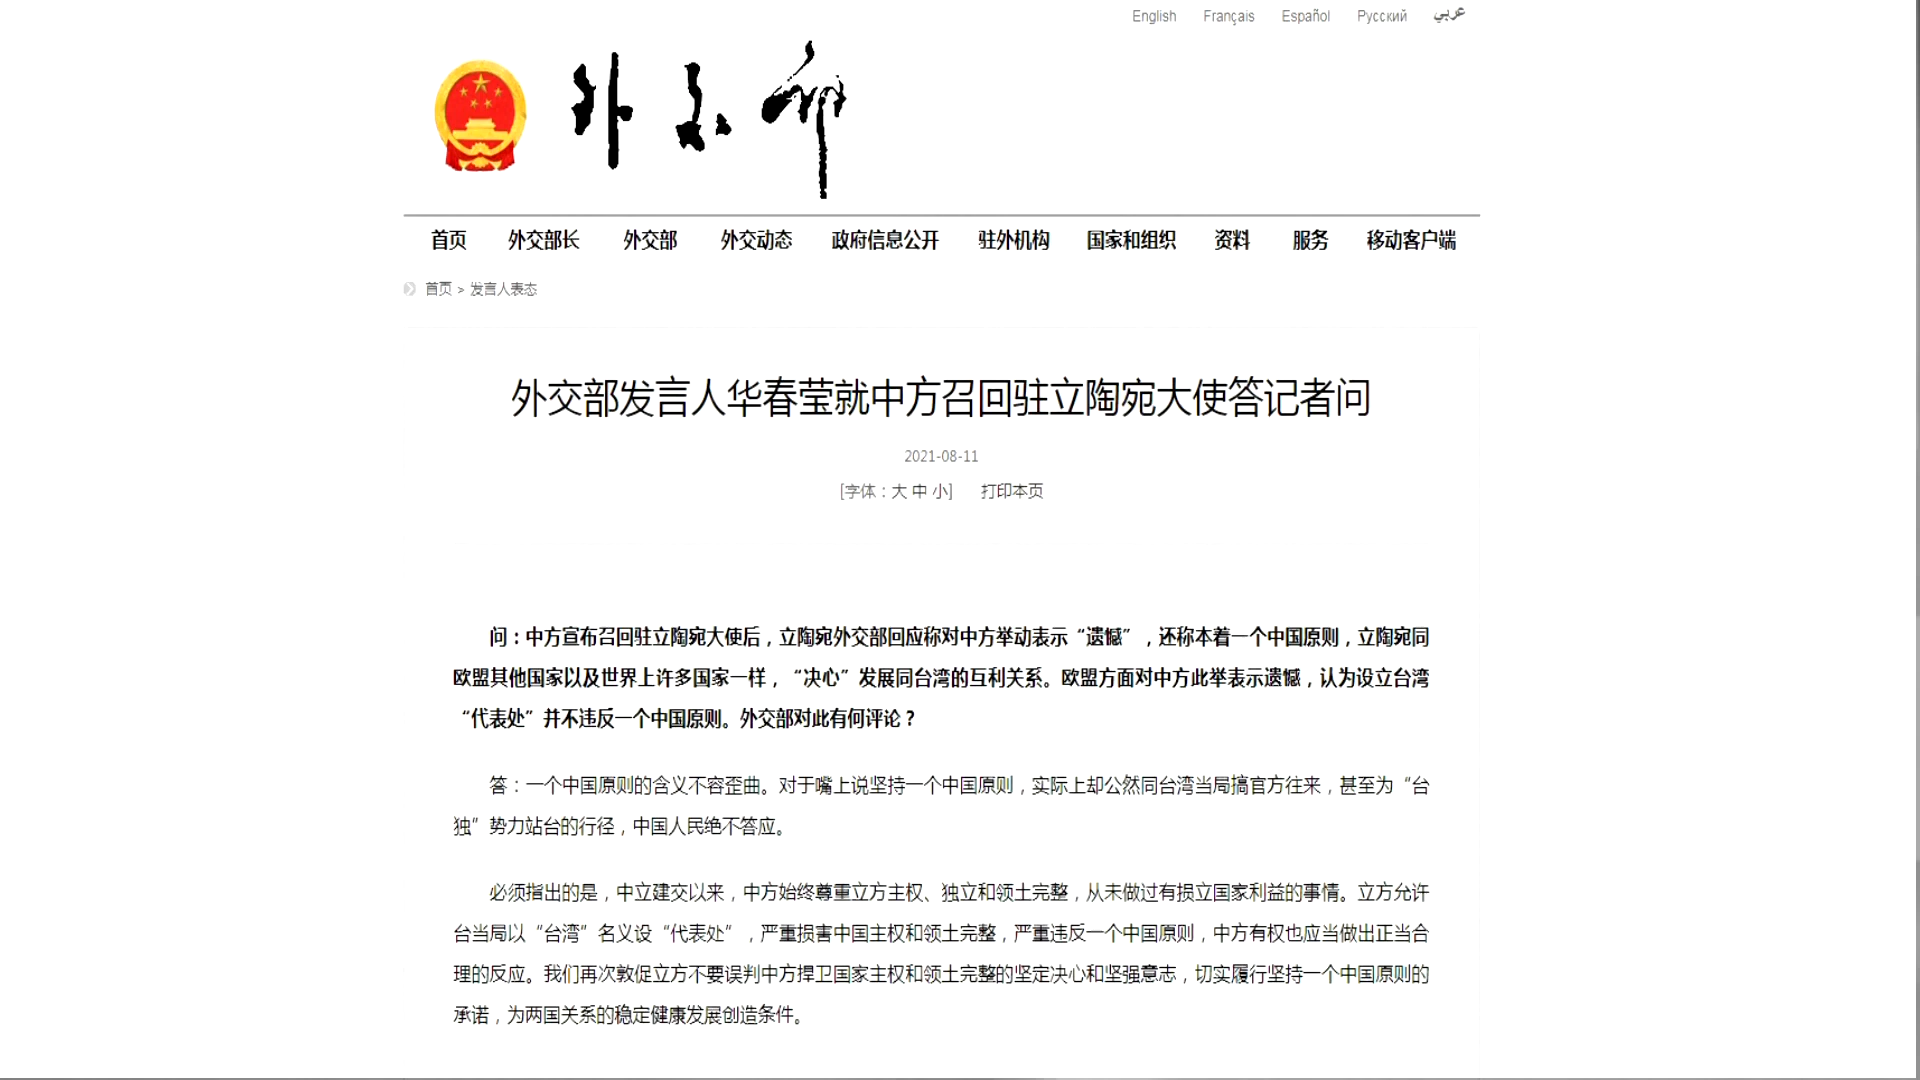 English Français Español Русский عربي
外交部
首页 外交部长 外交部 外交动态 政府信息公开 驻外机构 国家和组织 资料 服务 移动客户端
首页 > 发言人表态
外交部发言人华春莹就中方召回驻立陶宛大使答记者问
2021-08-11
[字体：大 中 小] 打印本页
问：中方宣布召回驻立陶宛大使后，立陶宛外交部回应称对中方举动表示“遗憾”，还称本着一个中国原则，立陶宛同
欧盟其他国家以及世界上许多国家一样，“决心”发展同台湾的互利关系。欧盟方面对中方此举表示遗憾，认为设立台湾
“代表处”并不违反一个中国原则。外交部对此有何评论？
答：一个中国原则的含义不容歪曲。对于嘴上说坚持一个中国原则，实际上却公然同台湾当局搞官方往来，甚至为“台
独”势力站台的行径，中国人民绝不答应。
必须指出的是，中立建交以来，中方始终尊重立方主权、独立和领土完整，从未做过有损立国家利益的事情。立方允许
台当局以“台湾”名义设“代表处”，严重损害中国主权和领土完整，严重违反一个中国原则，中方有权也应当做出正当合
理的反应。我们再次敦促立方不要误判中方捍卫国家主权和领土完整的坚定决心和坚强意志，切实履行坚持一个中国原则的
承诺，为两国关系的稳定健康发展创造条件。